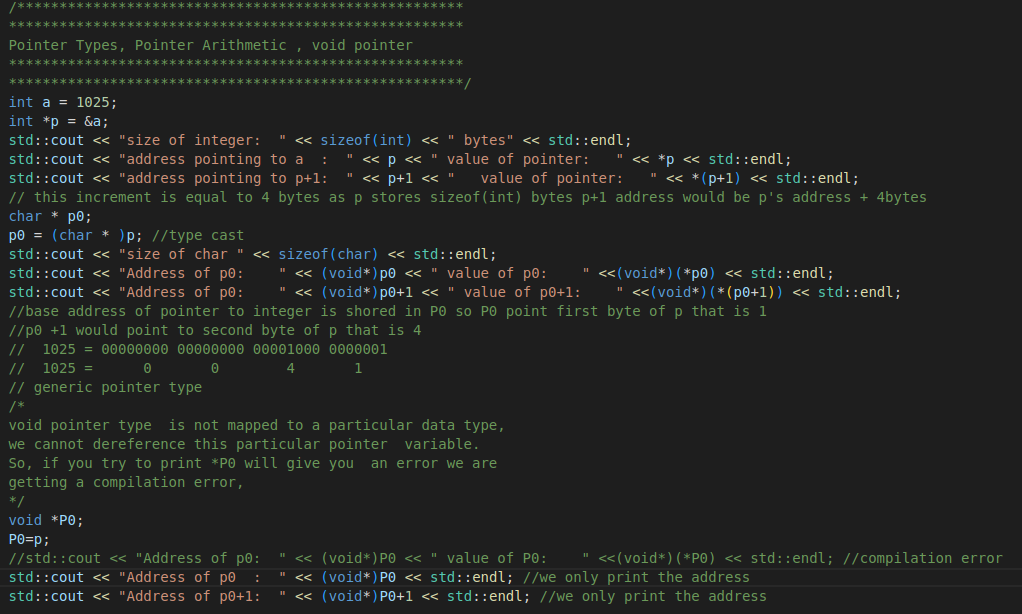 /*****************************************************
******************************************************
Pointer Types, Pointer Arithmetic , void pointer
******************************************************
******************************************************/
int a = 1025;
int *p = &a;
std::cout << "size of integer:  " << sizeof(int) << " bytes" << std::endl;
std::cout << "address pointing to a  :  " << p << " value of pointer:   " << *p << std::endl;
std::cout << "address pointing to p+1:  " << p+1 << "   value of pointer:   " << *(p+1) << std::endl;
// this increment is equal to 4 bytes as p stores sizeof(int) bytes p+1 address would be p's address + 4bytes
char * p0;
p0 = (char * )p; //type cast
std::cout << "size of char " << sizeof(char) << std::endl;
std::cout << "Address of p0:    " << (void*)p0 << " value of p0:    " <<(void*)(*p0) << std::endl;
std::cout << "Address of p0:    " << (void*)p0+1 << " value of p0+1:    " <<(void*)(*(p0+1)) << std::endl;
//base address of pointer to integer is shored in P0 so P0 point first byte of p that is 1
//p0 +1 would point to second byte of p that is 4
//  1025 = 00000000 00000000 00001000 0000001
//  1025 =      0       0        4       1
// generic pointer type
/*
void pointer type  is not mapped to a particular data type,
we cannot dereference this particular pointer  variable.
So, if you try to print *P0 will give you  an error we are
getting a compilation error,
*/
void *P0;
P0=p;
//std::cout << "Address of p0:  " << (void*)P0 << " value of P0:    " <<(void*)(*P0) << std::endl; //compilation error
std::cout << "Address of p0  :  " << (void*)P0 << std::endl; //we only print the address
std::cout << "Address of p0+1:  " << (void*)P0+1 << std::endl; //we only print the address